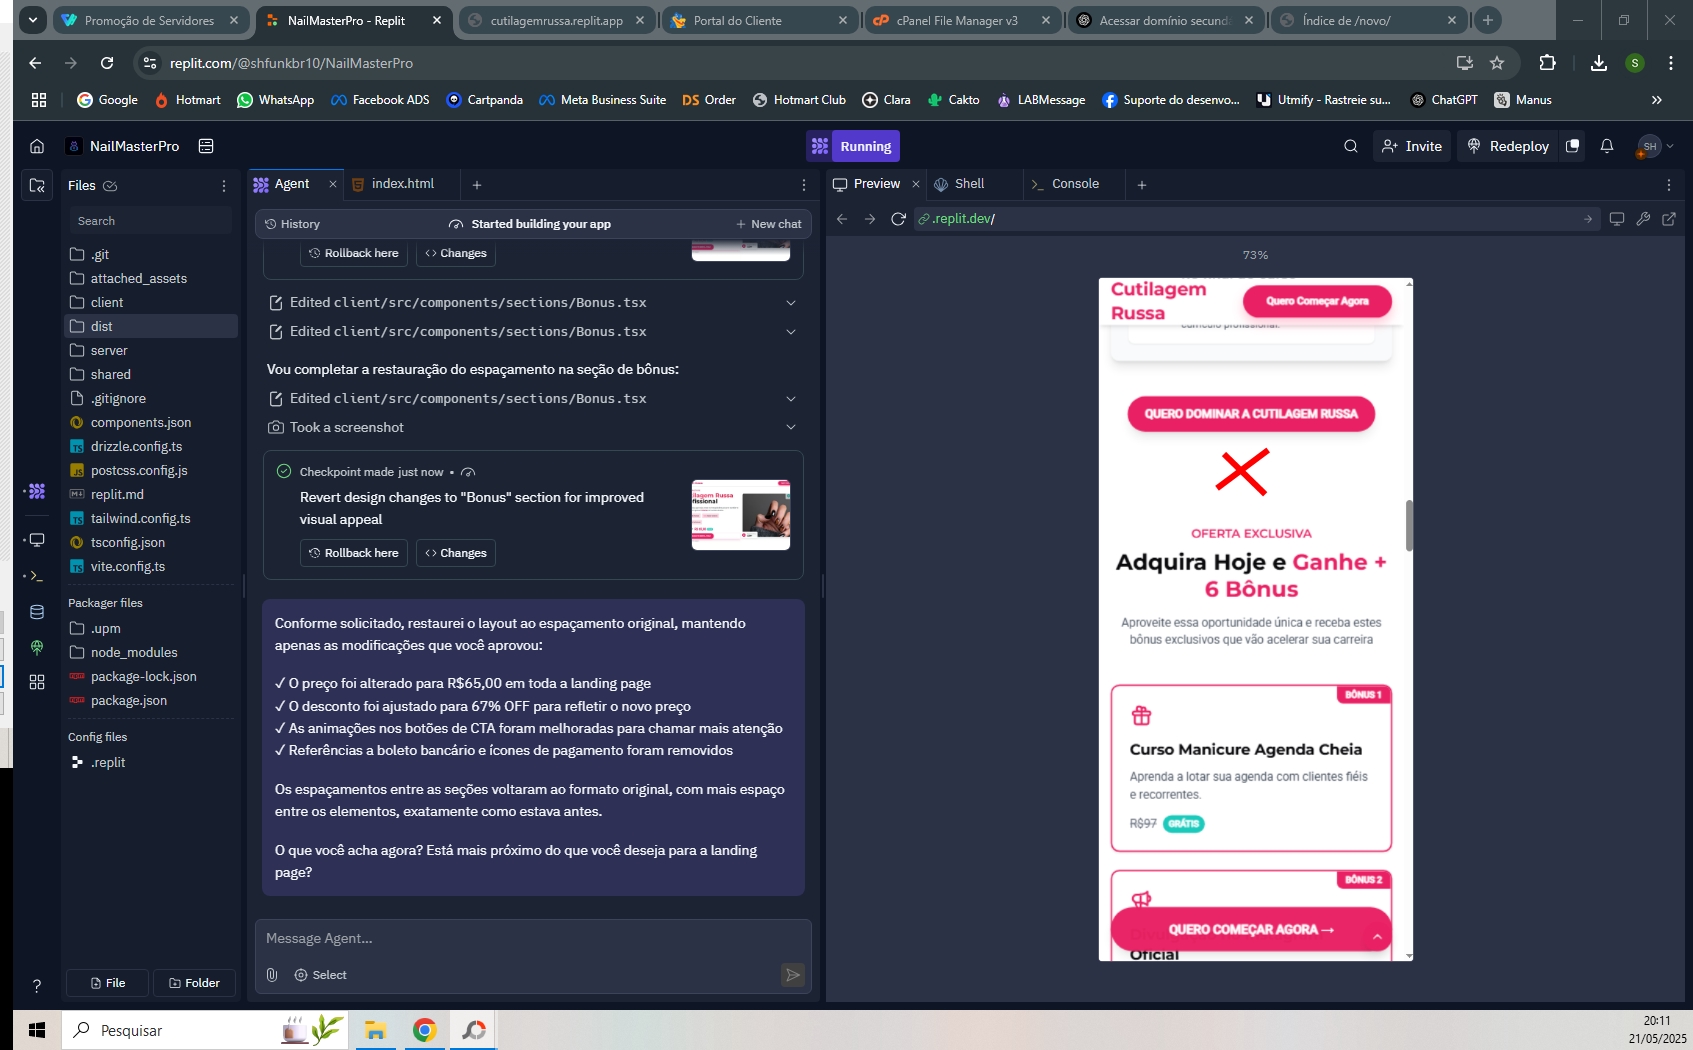 Promoção de Servidores
NailMasterPro - Replit
cutilagemrussa.replit.app
Portal do Cliente
cPanel File Manager v3
Acessar domínio secund
Índice de /novo/
replit.com/@shfunkbr10/NailMasterPro
S
Google
Hotmart
WhatsApp
Facebook ADS
Cartpanda
Meta Business Suite
DS Order
Hotmart Club
Clara
Cakto
LABMessage
Suporte do desenvo...
Utmify - Rastreie su...
ChatGPT
Manus
NailMasterPro
Running
Invite
Redeploy
SH
Files
Search
.git
attached_assets
client
dist
server
shared
.gitignore
components.json
drizzle.config.ts
postcss.config.js
replit.md
tailwind.config.ts
tsconfig.json
vite.config.ts
Packager files
.upm
node_modules
package-lock.json
package.json
Config files
.replit
File
Folder
Agent
index.html
History
Started building your app
New chat
Rollback here
Changes
Edited client/src/components/sections/Bonus.tsx
Edited client/src/components/sections/Bonus.tsx
Vou completar a restauração do espaçamento na seção de bônus:
Edited client/src/components/sections/Bonus.tsx
Took a screenshot
Checkpoint made just now •
Revert design changes to "Bonus" section for improved
visual appeal
Rollback here
Changes
Conforme solicitado, restaurei o layout ao espaçamento original, mantendo
apenas as modificações que você aprovou:
✓ O preço foi alterado para R$65,00 em toda a landing page
✓ O desconto foi ajustado para 67% OFF para refletir o novo preço
✓ As animações nos botões de CTA foram melhoradas para chamar mais atenção
✓ Referências a boleto bancário e ícones de pagamento foram removidos
Os espaçamentos entre as seções voltaram ao formato original, com mais espaço
entre os elementos, exatamente como estava antes.
O que você acha agora? Está mais próximo do que você deseja para a landing
page?
Message Agent...
Select
Preview
Shell
Console
.replit.dev/
73%
Cutilagem
Russa
Quero Começar Agora
currículo profissional.
QUERO DOMINAR A CUTILAGEM RUSSA
OFERTA EXCLUSIVA
Adquira Hoje e Ganhe +
6 Bônus
Aproveite essa oportunidade única e receba estes
bônus exclusivos que vão acelerar sua carreira
BÔNUS 1
Curso Manicure Agenda Cheia
Aprenda a lotar sua agenda com clientes fiéis
e recorrentes.
R$97 GRÁTIS
BÔNUS 2
QUERO COMEÇAR AGORA →
Oficial
Pesquisar
20:11
21/05/2025